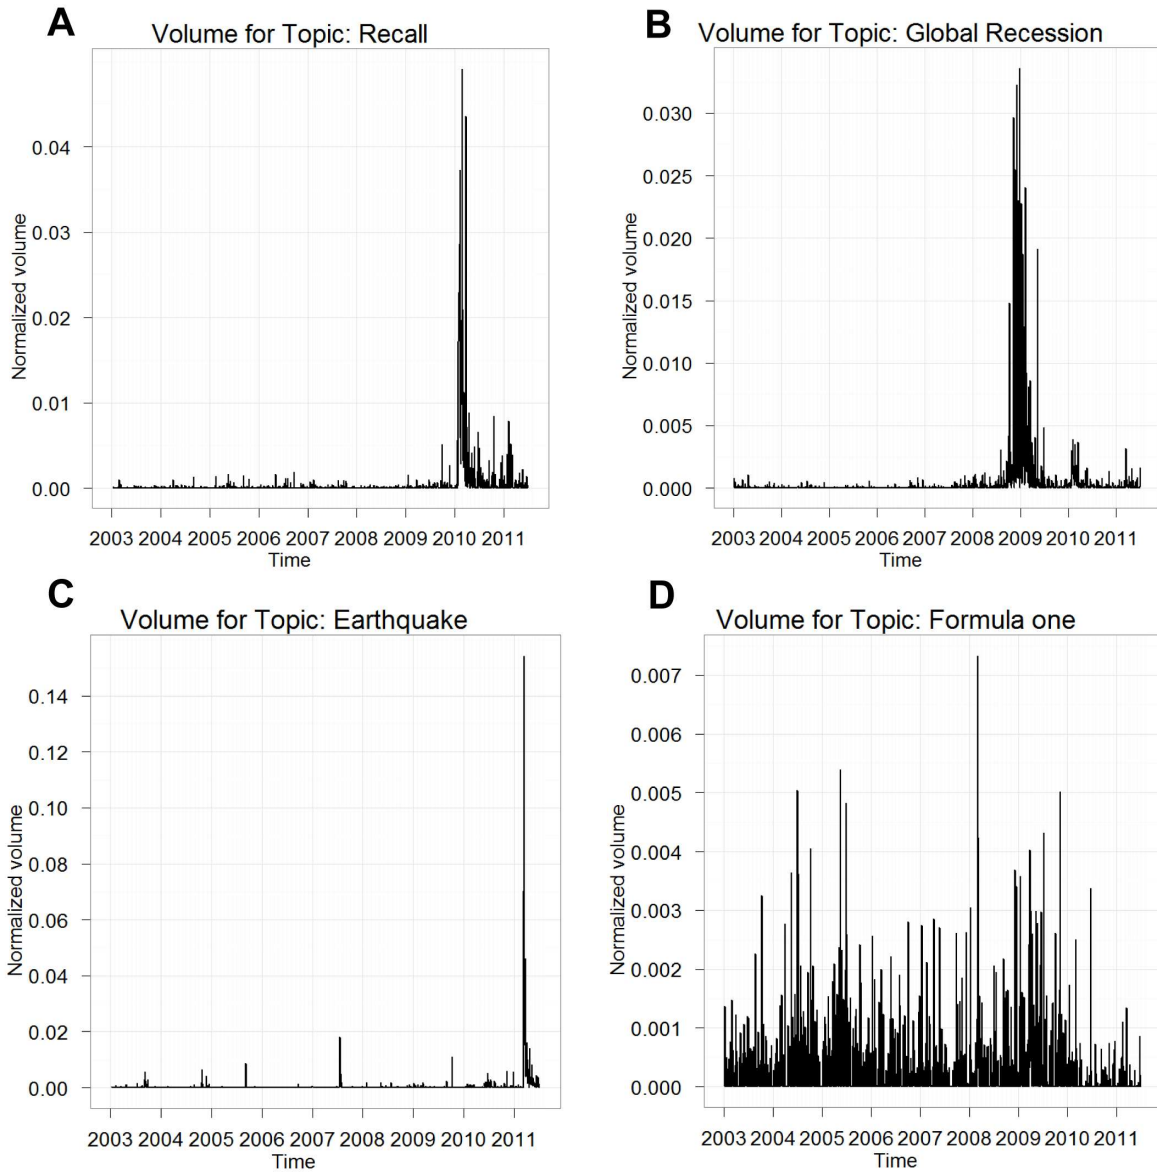 A
Volume for Topic: Recall
Normalized volume
0.04
0.03
0.02
0.01
0.00
2003 2004 2005 2006 2007 2008 2009 2010 2011
Time
B
Volume for Topic: Global Recession
Normalized volume
0.030
0.025
0.020
0.015
0.010
0.005
0.000
2003 2004 2005 2006 2007 2008 2009 2010 2011
Time
C
Volume for Topic: Earthquake
Normalized volume
0.14
0.12
0.10
0.08
0.06
0.04
0.02
0.00
2003 2004 2005 2006 2007 2008 2009 2010 2011
Time
D
Volume for Topic: Formula one
Normalized volume
0.007
0.006
0.005
0.004
0.003
0.002
0.001
0.000
2003 2004 2005 2006 2007 2008 2009 2010 2011
Time